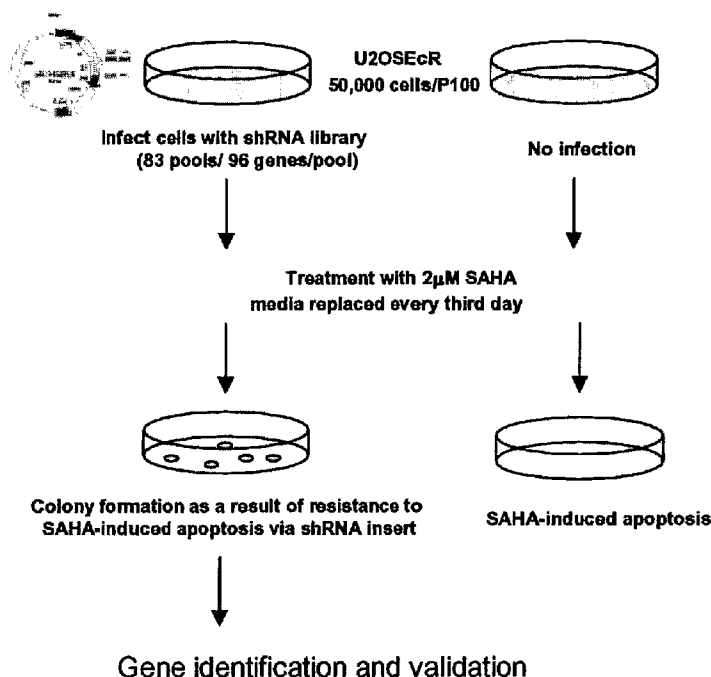 U2OSEcR
50,000 cells/P100
Infect cells with shRNA library
(83 pools/ 96 genes/pool)
No infection
Treatment with 2μM SAHA
media replaced every third day
Colony formation as a result of resistance to
SAHA-induced apoptosis via shRNA insert
SAHA-induced apoptosis
Gene identification and validation